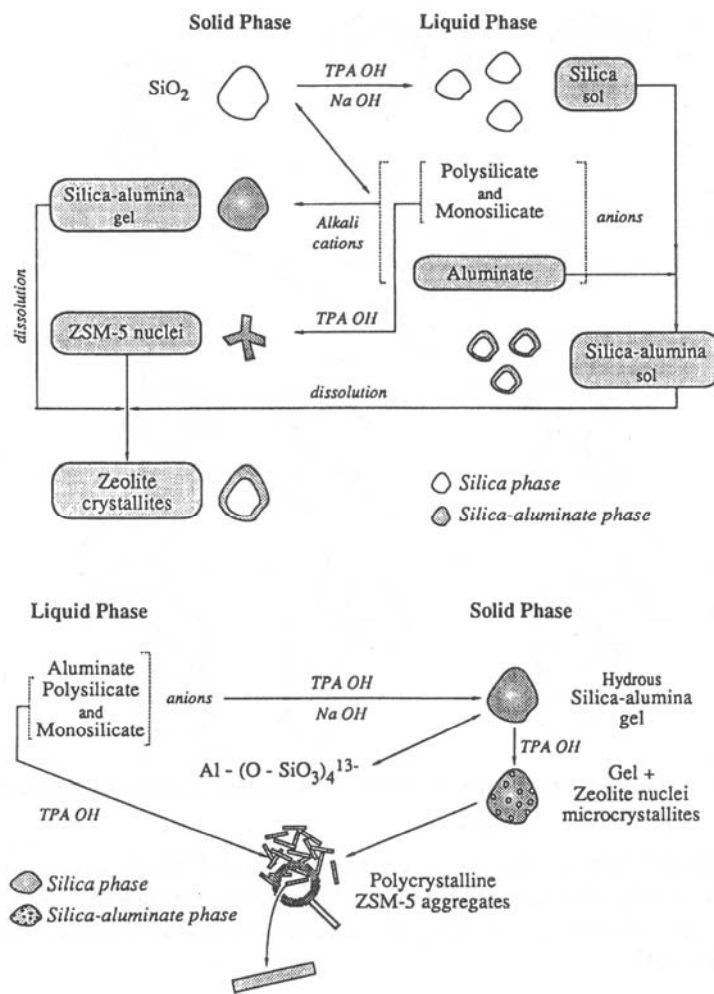 Solid Phase
Liquid Phase
SiO2
TPA OH
Na OH
Silica
sol
Silica-alumina
gel
Alkali
cations
Polysilicate
and
Monosilicate
anions
Aluminate
dissolution
ZSM-5 nuclei
TPA OH
Silica-alumina
sol
dissolution
Zeolite
crystallites
Silica phase
Silica-aluminate phase
Liquid Phase
Solid Phase
Aluminate
Polysilicate
and
Monosilicate
anions
TPA OH
Na OH
Hydrous
Silica-alumina
gel
Al - (O - SiO3)4 13-
TPA OH
Gel +
Zeolite nuclei
microcrystallites
TPA OH
Polycrystalline
ZSM-5 aggregates
Silica phase
Silica-aluminate phase